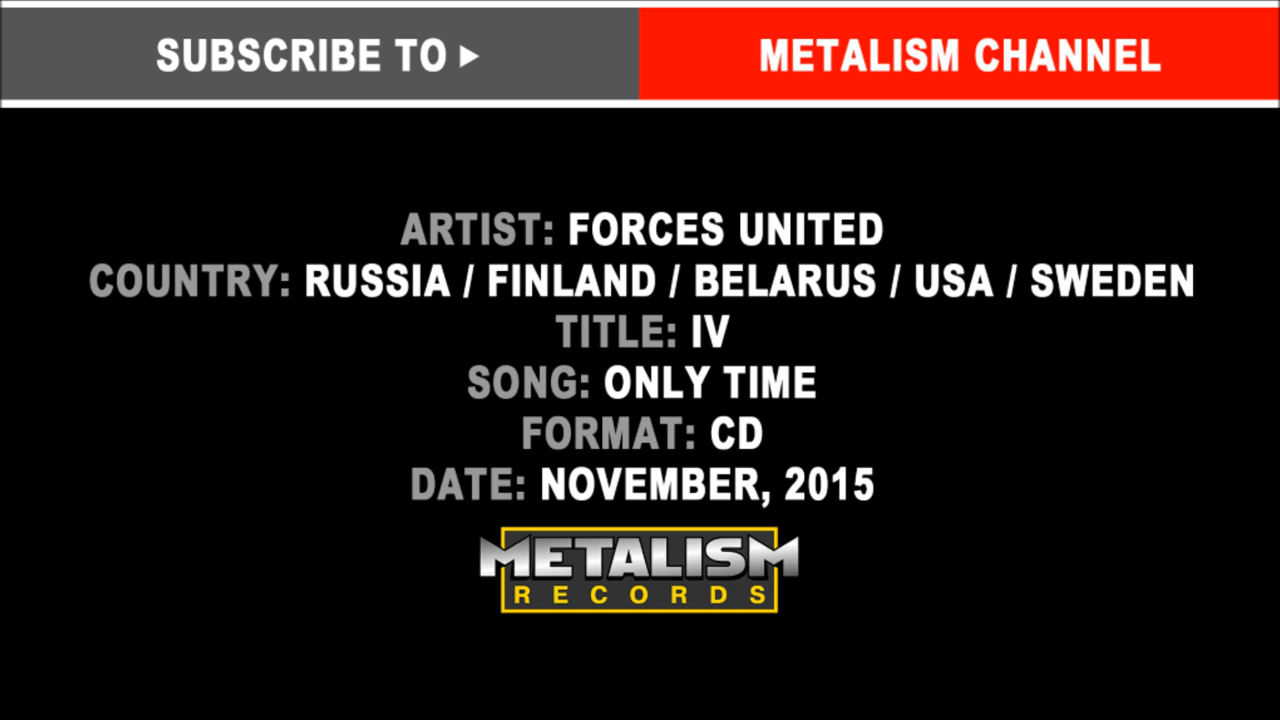 SUBSCRIBE TO ▶ METALISM CHANNEL
ARTIST: FORCES UNITED
COUNTRY: RUSSIA / FINLAND / BELARUS / USA / SWEDEN
TITLE: IV
SONG: ONLY TIME
FORMAT: CD
DATE: NOVEMBER, 2015
METALISM
RECORDS